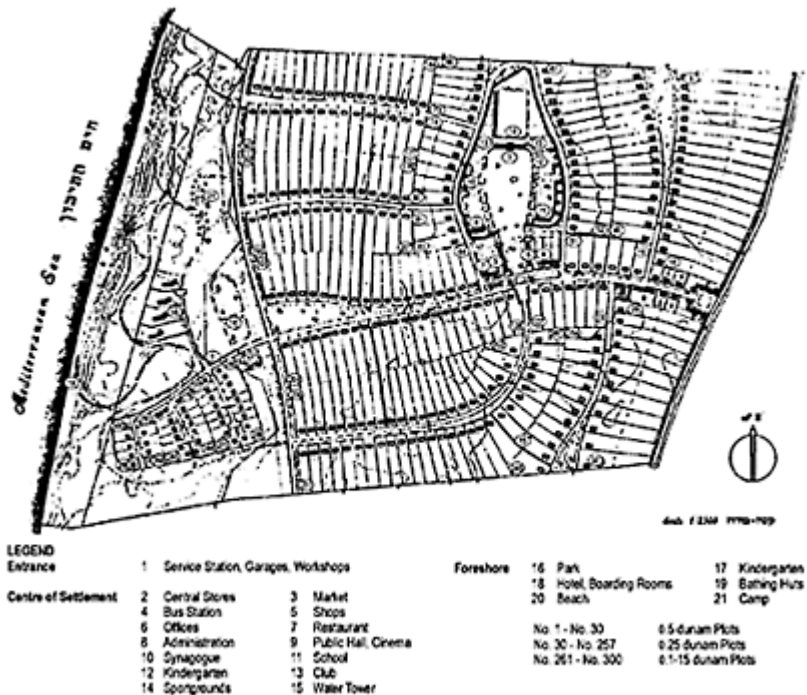 הים התיכון Mediterranean Sea
LEGEND
Entrance 1 Service Station, Garages, Workshops
Centre of Settlement 2 Central Stores 3 Market
4 Bus Station 5 Shops
6 Offices 7 Restaurant
8 Administration 9 Public Hall, Cinema
10 Synagogue 11 School
12 Kindergarten 13 Club
14 Sportgrounds 15 Water Tower
Foreshore 16 Park 17 Kindergarten
18 Hotel, Boarding Rooms 19 Bathing Huts
20 Beach 21 Camp
No. 1 - No. 30 0.5 dunam Plots
No. 30 - No. 257 0.25 dunam Plots
No. 261 - No. 300 0.1-15 dunam Plots